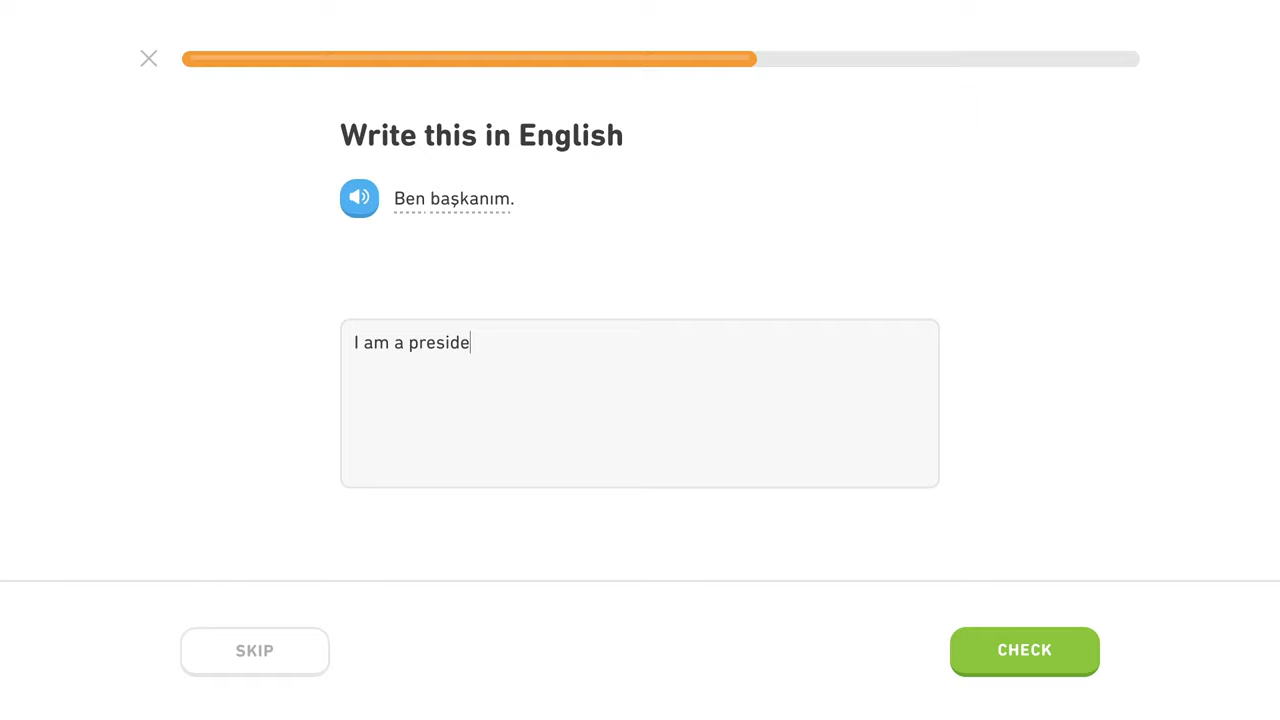 Write this in English
Ben başkanım.
I am a preside
SKIP
CHECK